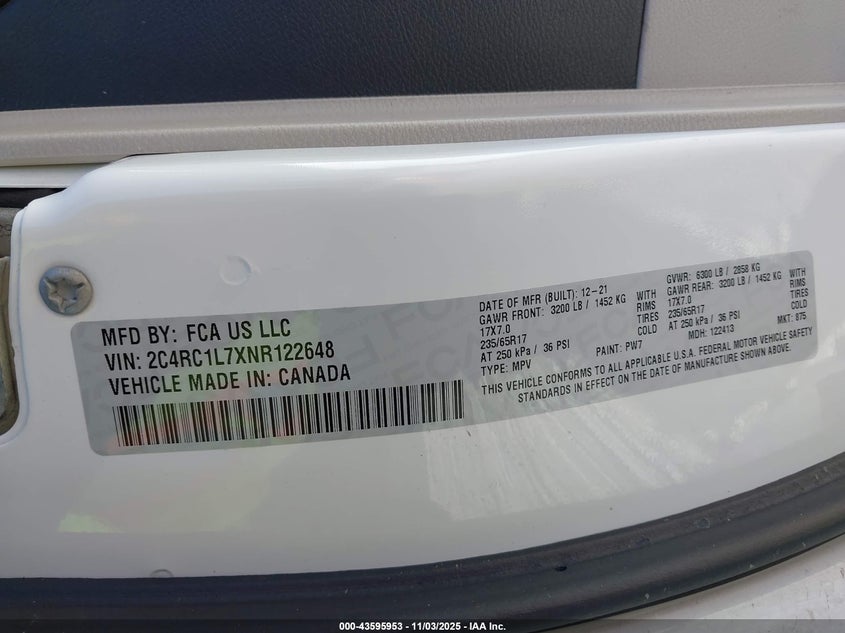 MFD BY: FCA US LLC
VIN: 2C4RC1L7XNR122648
VEHICLE MADE IN: CANADA
DATE OF MFR (BUILT): 12-21
GAWR FRONT: 3200 LB / 1452 KG WITH
17X7.0 RIMS
235/65R17 TIRES
AT 250 kPa / 36 PSI COLD
TYPE: MPV PAINT: PW7
GVWR: 6300 LB / 2858 KG
GAWR REAR: 3200 LB / 1452 KG WITH
17X7.0 RIMS
235/65R17 TIRES
AT 250 kPa / 36 PSI COLD
MDH: 122413 MKT: 875
THIS VEHICLE CONFORMS TO ALL APPLICABLE FEDERAL MOTOR VEHICLE SAFETY
STANDARDS IN EFFECT ON THE DATE OF MANUFACTURE SHOWN ABOVE.
000-43595953 - 11/03/2025 - IAA Inc.